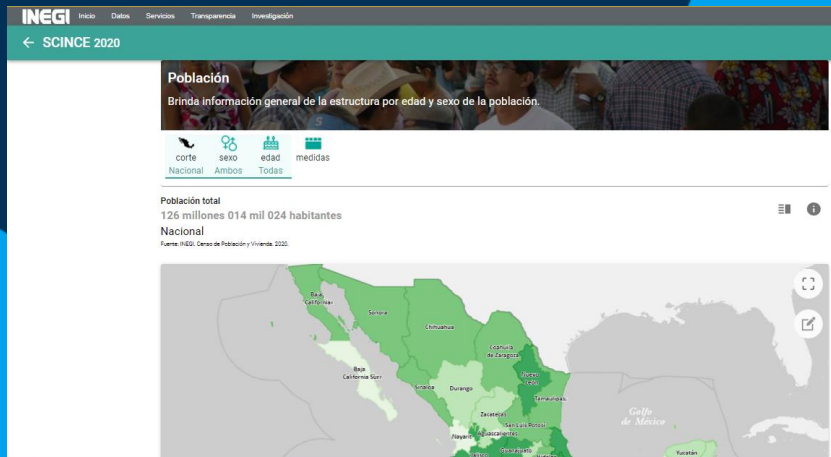 INEGI Inicio Datos Servicios Transparencia Investigación
← SCINCE 2020
Población
Brinda información general de la estructura por edad y sexo de la población.
corte sexo edad medidas
Nacional Ambos Todas
Población total
126 millones 014 mil 024 habitantes
Nacional
Fuente: INEGI. Censo de Población y Vivienda, 2020.
Baja
California
Sonora
Chihuahua
Coahuila
de Zaragoza
Baja
California Sur
Nuevo
León
Sinaloa
Durango
Tamaulipas
Zacatecas
San Luis Potosí
Golfo
de México
Nayarit
Aguascalientes
Guanajuato
Jalisco
Hidalgo
Yucatán